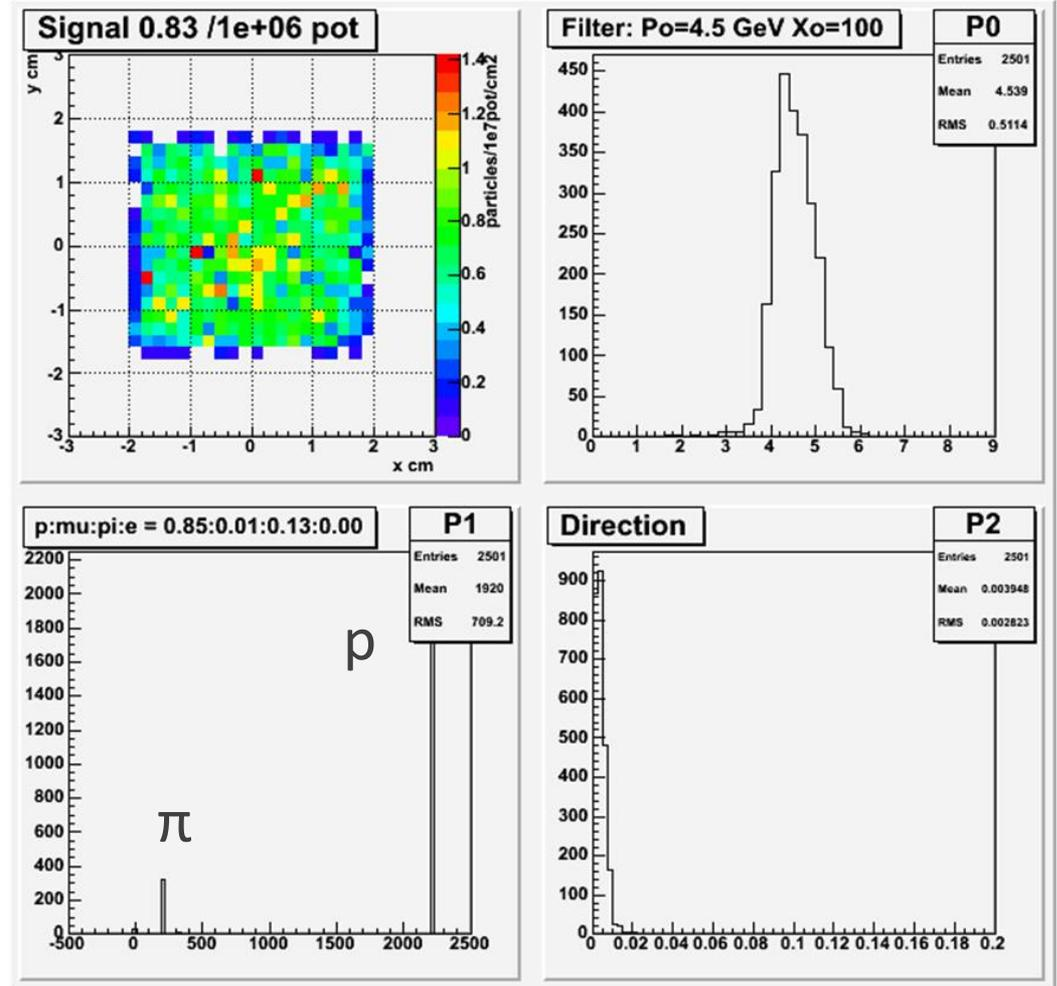 Signal 0.83 /1e+06 pot
y cm
3
2
1
0
-1
-2
-3
-3 -2 -1 0 1 2 3
x cm
1.4
1.2
1
0.8
0.6
0.4
0.2
0
particles/1e7pot/cm2
Filter: Po=4.5 GeV Xo=100
P0
Entries 2501
Mean 4.539
RMS 0.5114
450
400
350
300
250
200
150
100
50
0
0 1 2 3 4 5 6 7 8 9
p:mu:pi:e = 0.85:0.01:0.13:0.00
P1
Entries 2501
Mean 1920
RMS 709.2
2200
2000
1800
1600
1400
1200
1000
800
600
400
200
0
p
π
-500 0 500 1000 1500 2000 2500
Direction
P2
Entries 2501
Mean 0.003948
RMS 0.002823
900
800
700
600
500
400
300
200
100
0
0 0.02 0.04 0.06 0.08 0.1 0.12 0.14 0.16 0.18 0.2